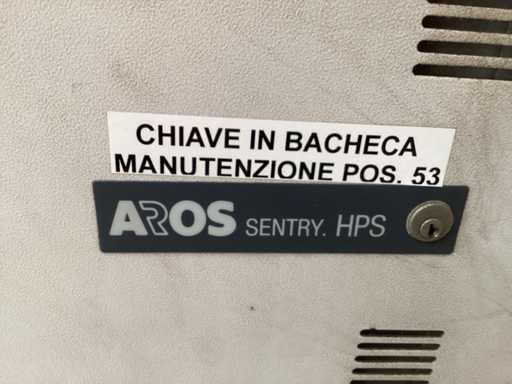 CHIAVE IN BACHECA
MANUTENZIONE POS. 53
AROS SENTRY. HPS